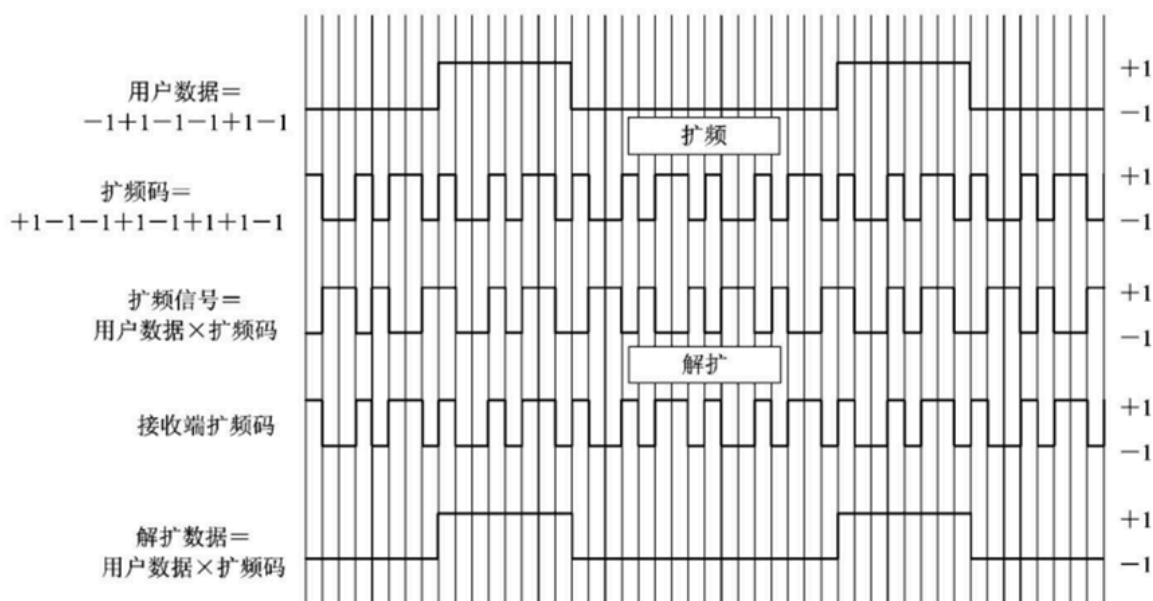 +1
用户数据=
-1+1-1-1+1-1
-1
扩频
扩频码=
+1-1-1+1-1+1+1-1
+1
-1
扩频信号=
用户数据×扩频码
+1
-1
解扩
接收端扩频码
+1
-1
解扩数据=
用户数据×扩频码
+1
-1